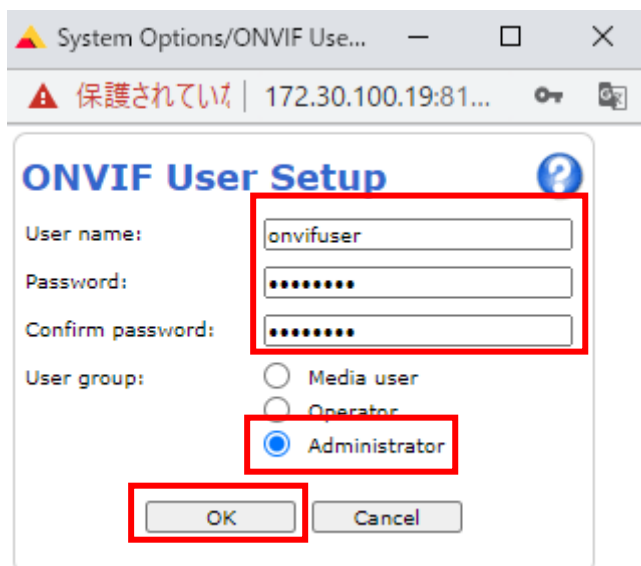 System Options/ONVIF Use...
保護されていな 172.30.100.19:81...
ONVIF User Setup
User name: onvifuser
Password: ••••••••
Confirm password: ••••••••
User group: Media user
Operator
Administrator
OK Cancel